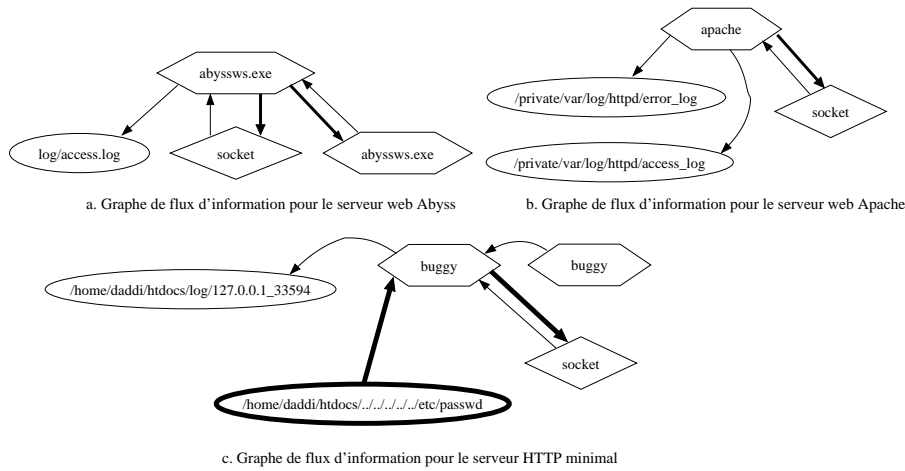 apache
abyssws.exe
/private/var/log/httpd/error_log
socket
log/access.log
socket
abyssws.exe
/private/var/log/httpd/access_log
a. Graphe de flux d'information pour le serveur web Abyss
b. Graphe de flux d'information pour le serveur web Apache
buggy
buggy
/home/daddi/htdocs/log/127.0.0.1_33594
socket
/home/daddi/htdocs/../../../../../etc/passwd
c. Graphe de flux d'information pour le serveur HTTP minimal